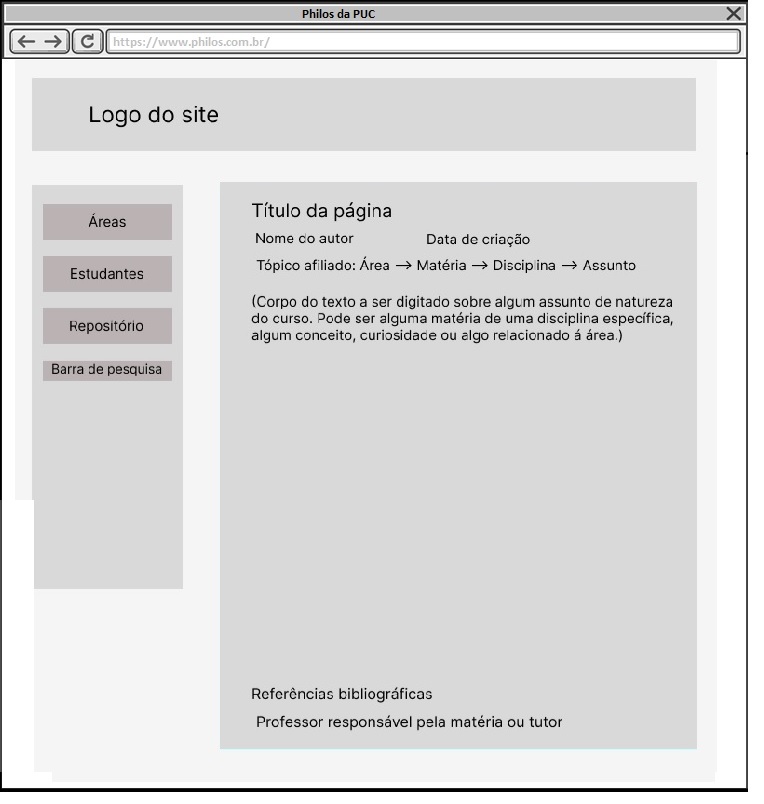 Philos da PUC
https://www.philos.com.br/
Logo do site
Áreas
Estudantes
Repositório
Barra de pesquisa
Título da página
Nome do autor Data de criação
Tópico afiliado: Área → Matéria → Disciplina → Assunto
(Corpo do texto a ser digitado sobre algum assunto de natureza
do curso. Pode ser alguma matéria de uma disciplina específica,
algum conceito, curiosidade ou algo relacionado á área.)
Referências bibliográficas
Professor responsável pela matéria ou tutor